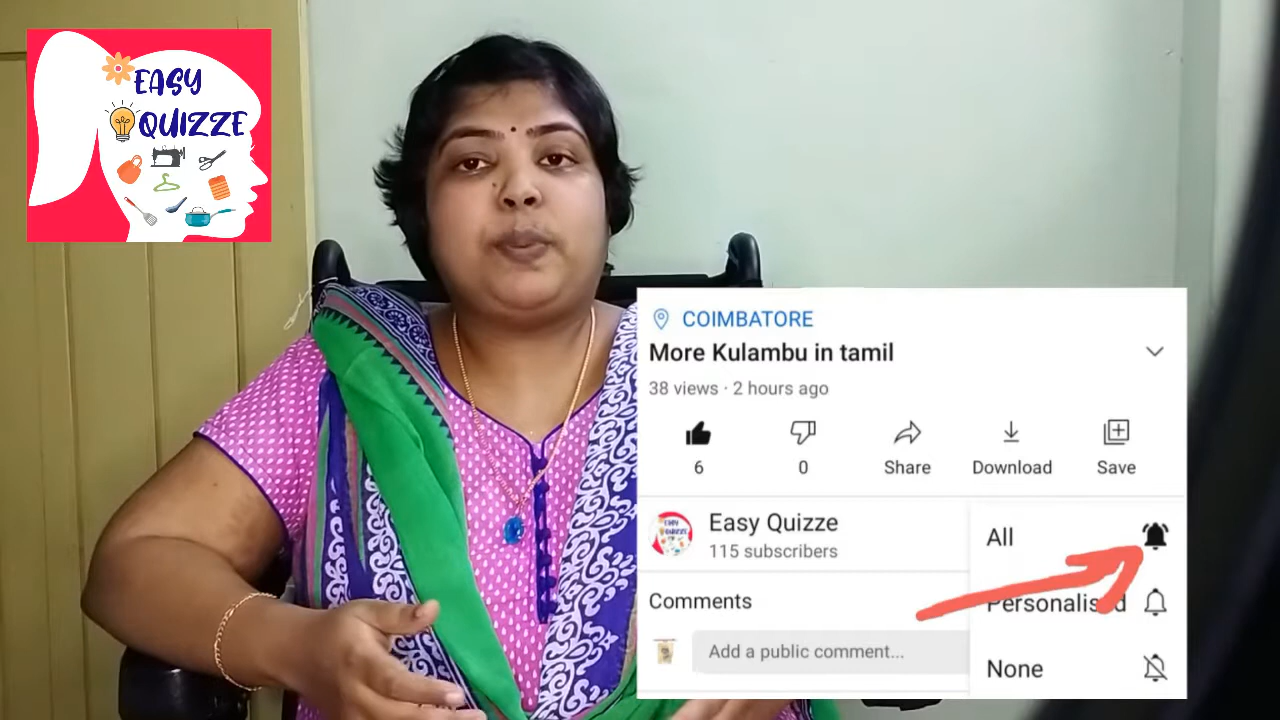 EASY
QUIZZE
COIMBATORE
More Kulambu in tamil
38 views · 2 hours ago
6
0
Share
Download
Save
Easy Quizze
115 subscribers
All
Comments
Personalised
Add a public comment...
None